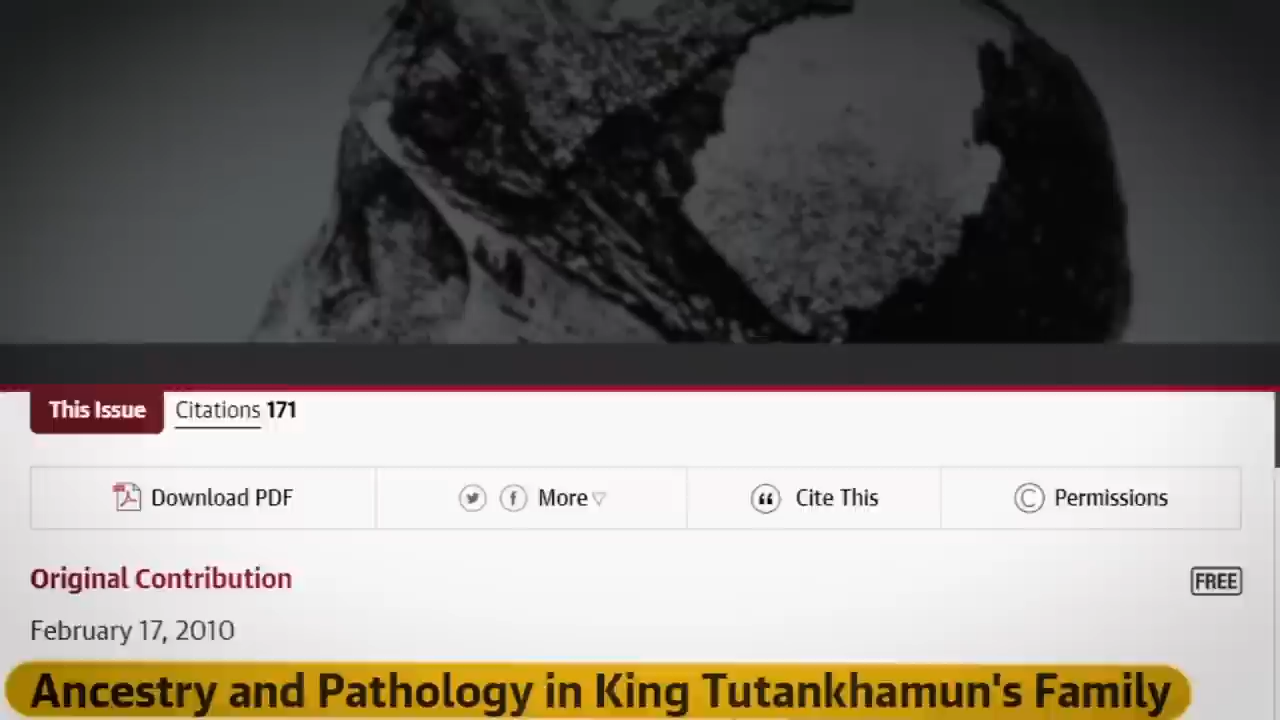 This Issue Citations 171
Download PDF More Cite This Permissions
Original Contribution FREE
February 17, 2010
Ancestry and Pathology in King Tutankhamun's Family